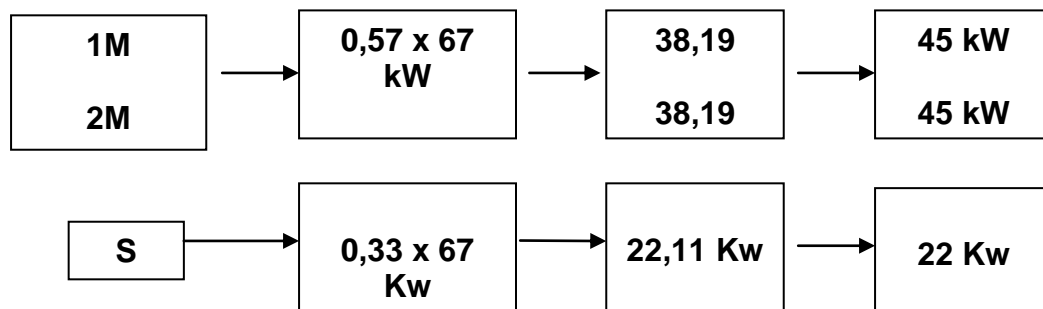 1M
2M
0,57 x 67
kW
38,19
38,19
45 kW
45 kW
S
0,33 x 67
Kw
22,11 Kw
22 Kw